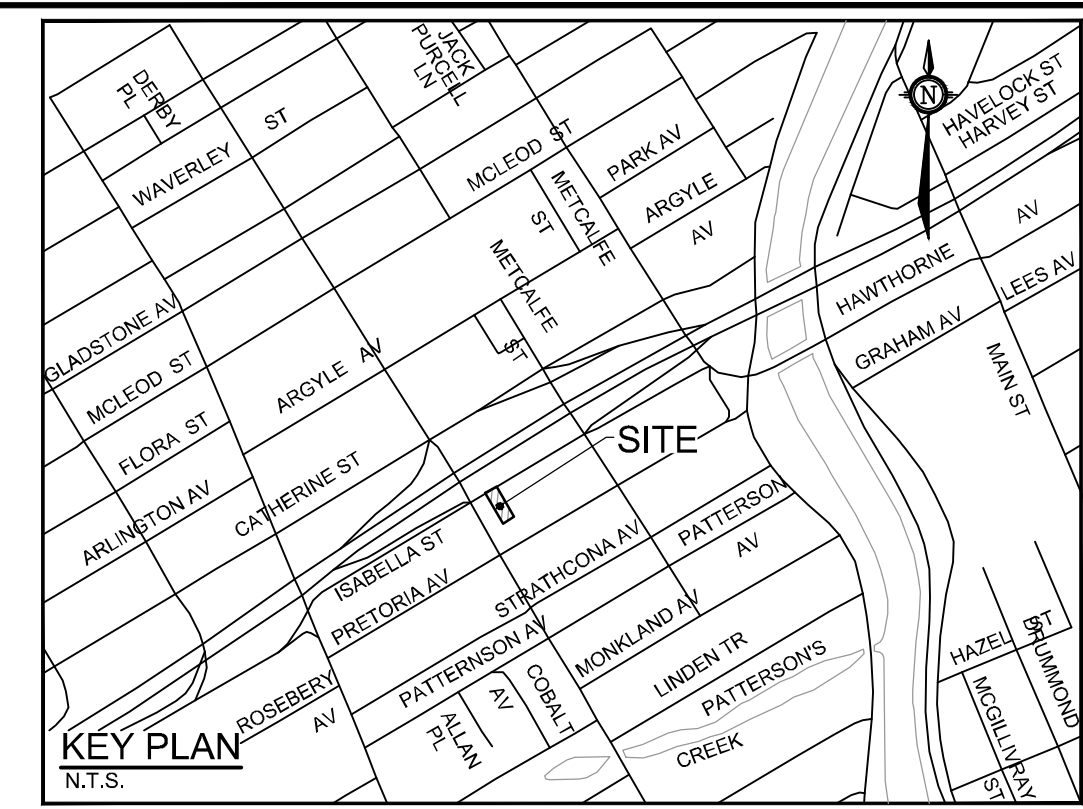 DERBY
PL
JACK
PURCELL
LN
N
HAVELOCK ST
HARVEY ST
WAVERLEY ST
MCLEOD ST
PARK AV
METCALFE
ST
ARGYLE
AV
AV
METCALFE
ST
HAWTHORNE
LEES AV
GLADSTONE AV
GRAHAM AV
MCLEOD ST
ARGYLE AV
MAIN ST
FLORA ST
SITE
ARLINGTON AV
CATHERINE ST
PATTERSON
AV
ISABELLA ST
STRATHCONA AV
PRETORIA AV
MONKLAND AV
PATTERNSON AV
LINDEN TR
HAZEL ST
DRUMMOND
ROSEBERY
AV
COBALT
AV
ALLAN
PL
PATTERSON'S
CREEK
MCGILLIVRAY
ST
KEY PLAN
N.T.S.